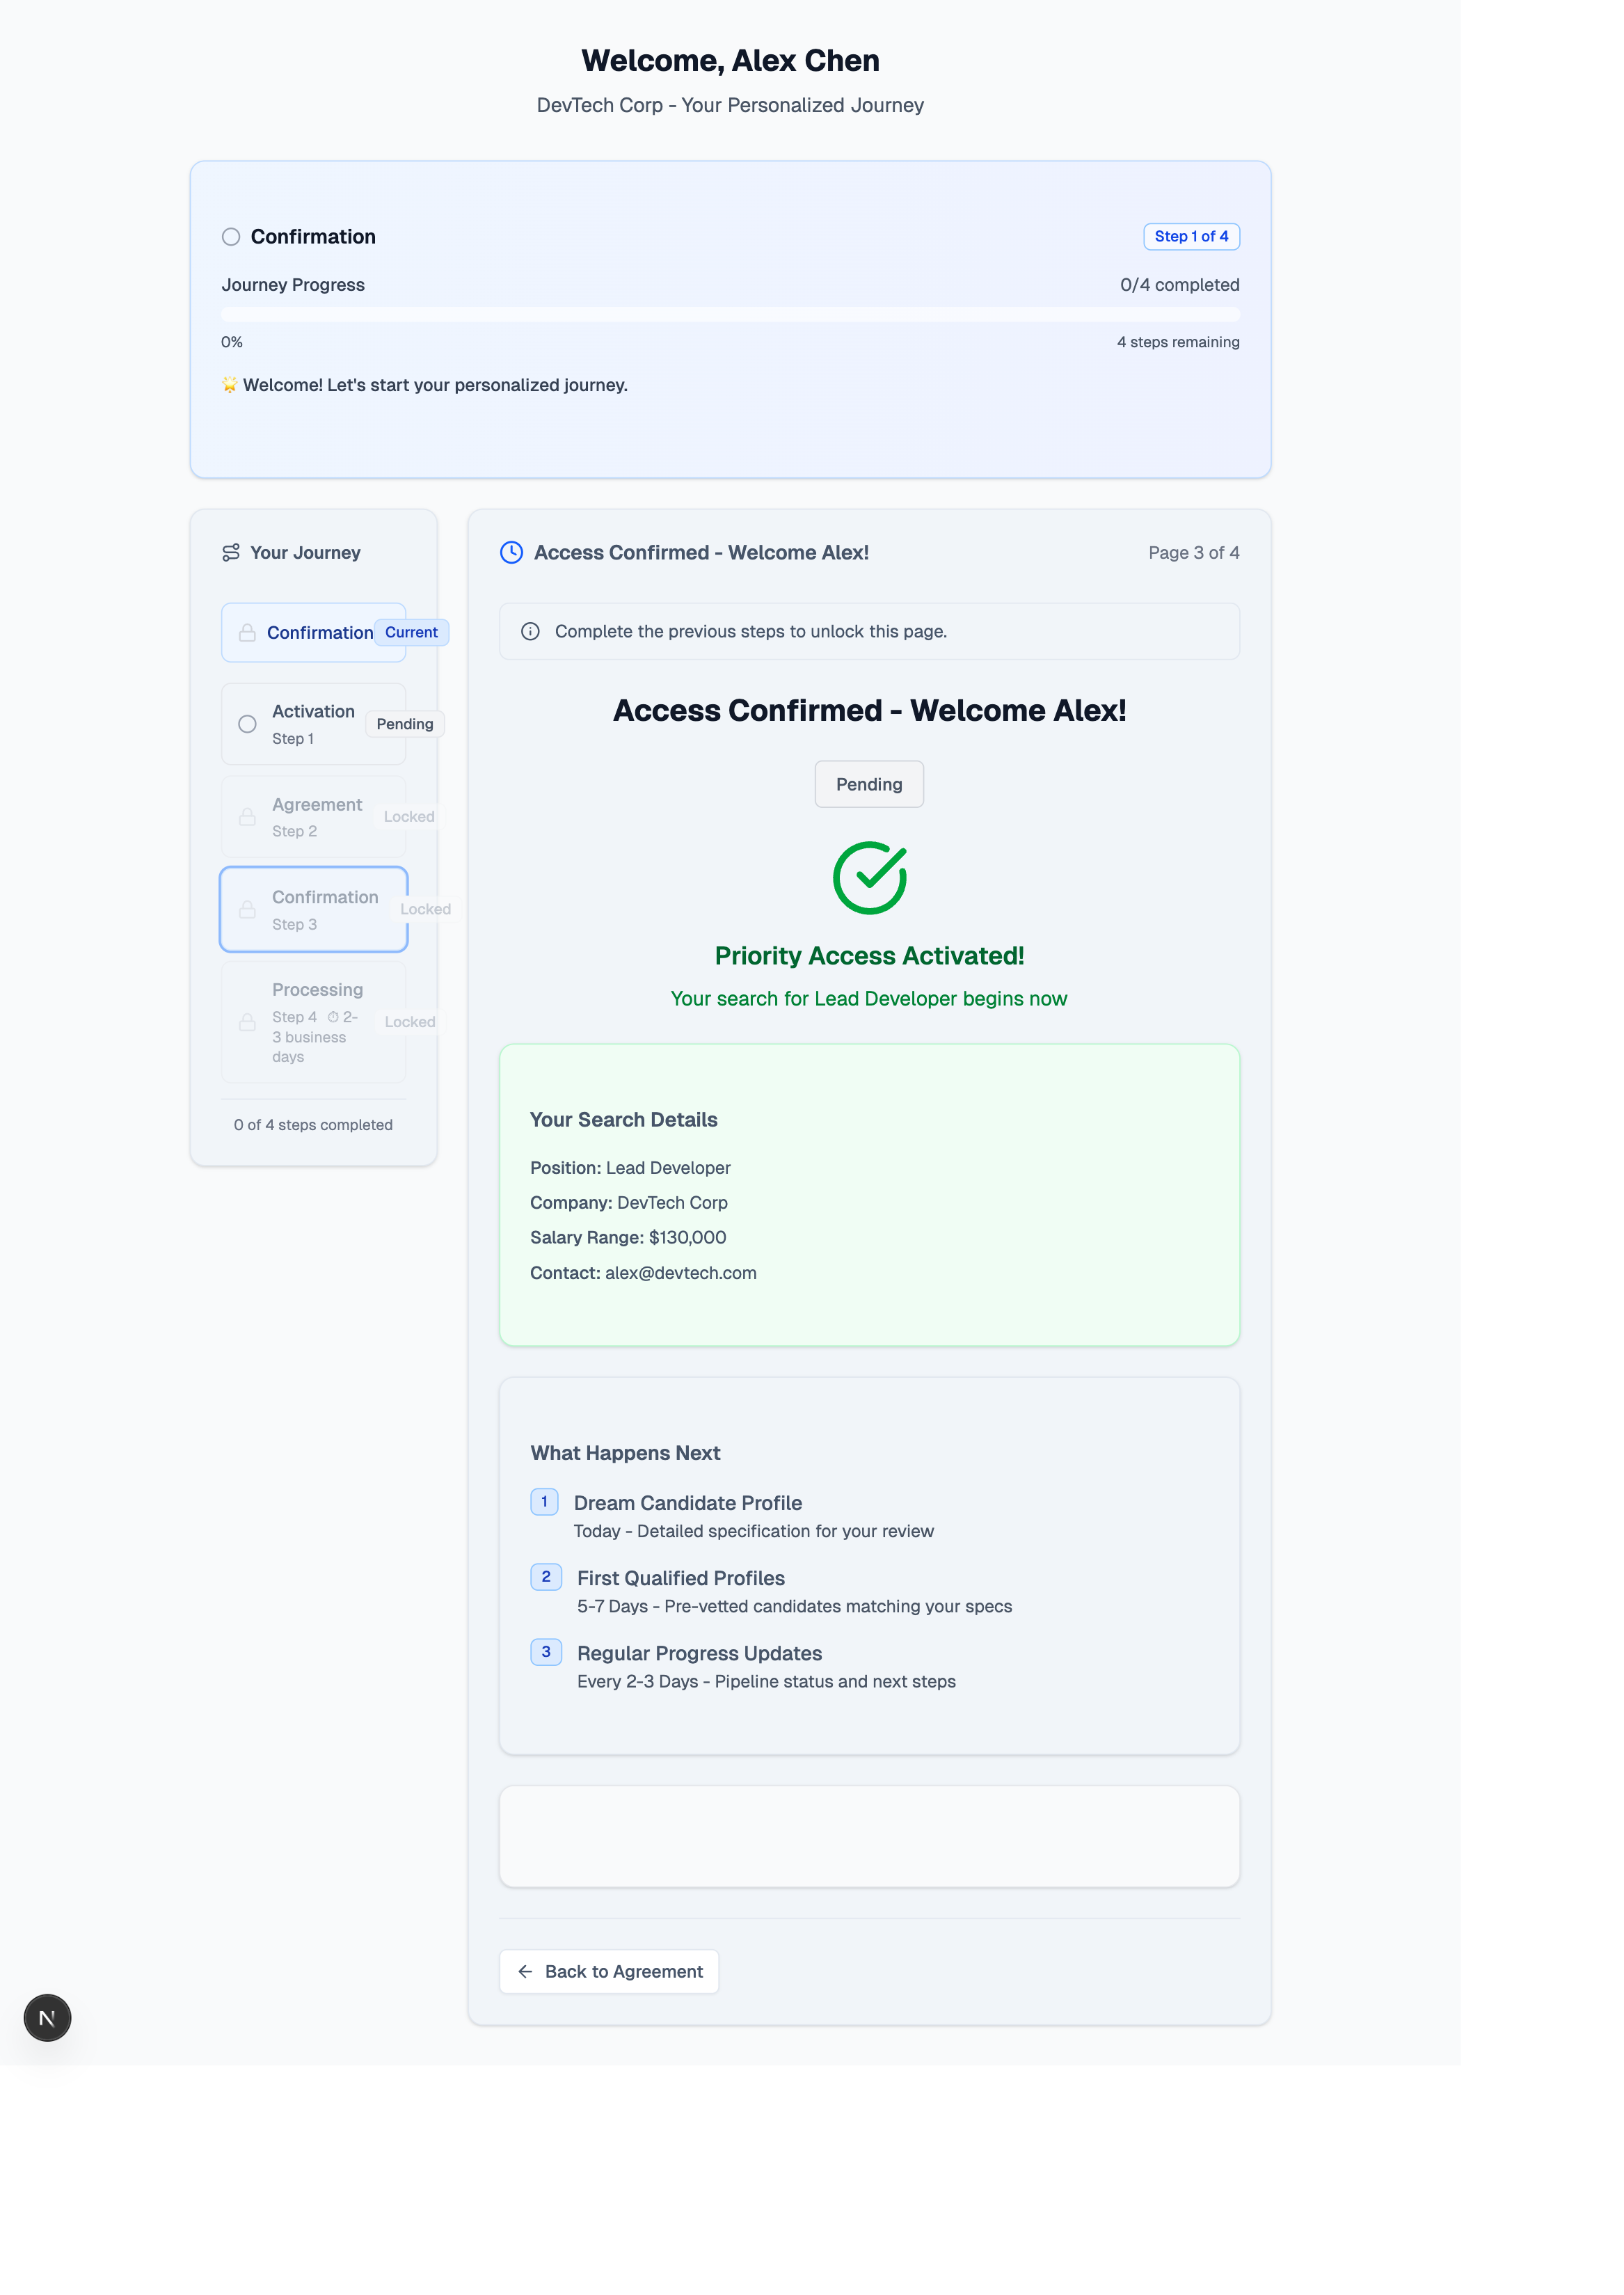 Welcome, Alex Chen
DevTech Corp - Your Personalized Journey
Confirmation
Step 1 of 4
Journey Progress
0/4 completed
0%
4 steps remaining
🌟 Welcome! Let's start your personalized journey.
Your Journey
Confirmation
Current
Activation
Step 1
Pending
Agreement
Step 2
Locked
Confirmation
Step 3
Locked
Processing
Step 4 ⏱ 2-
3 business
days
Locked
0 of 4 steps completed
Access Confirmed - Welcome Alex!
Page 3 of 4
Complete the previous steps to unlock this page.
Access Confirmed - Welcome Alex!
Pending
Priority Access Activated!
Your search for Lead Developer begins now
Your Search Details
Position: Lead Developer
Company: DevTech Corp
Salary Range: $130,000
Contact: alex@devtech.com
What Happens Next
1
Dream Candidate Profile
Today - Detailed specification for your review
2
First Qualified Profiles
5-7 Days - Pre-vetted candidates matching your specs
3
Regular Progress Updates
Every 2-3 Days - Pipeline status and next steps
Back to Agreement
N